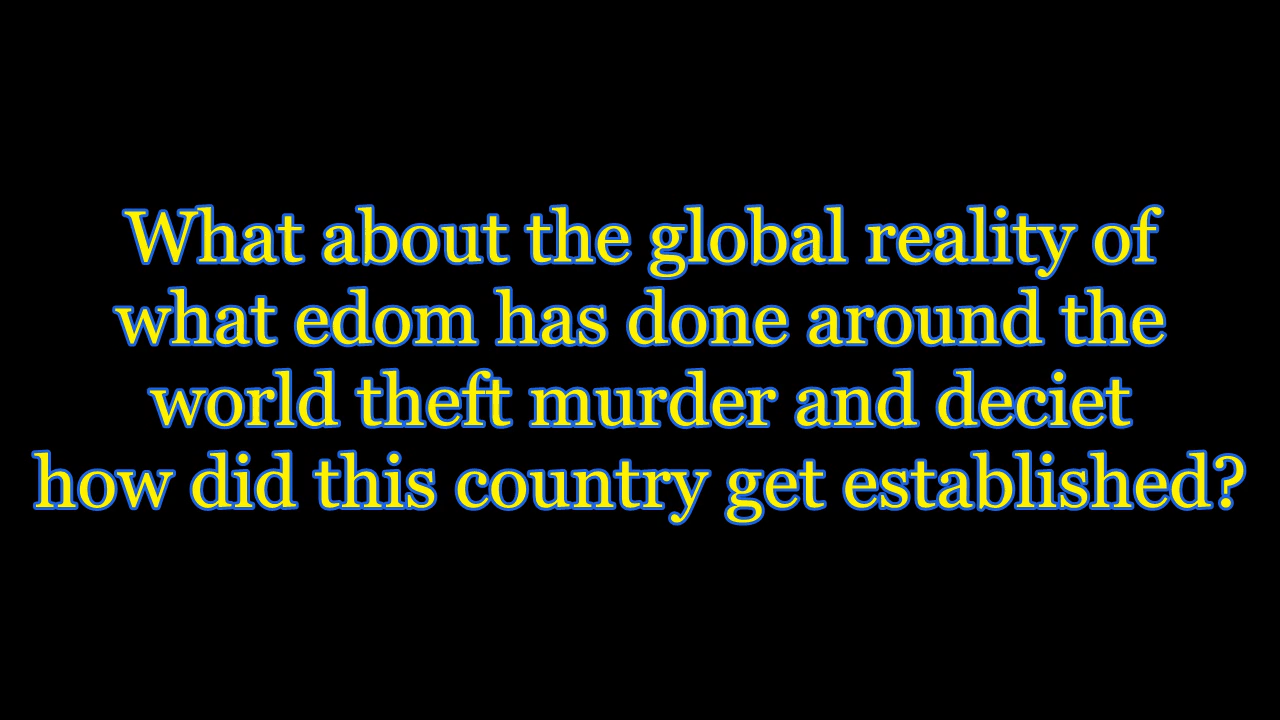 What about the global reality of
what edom has done around the
world theft murder and deciet
how did this country get established?